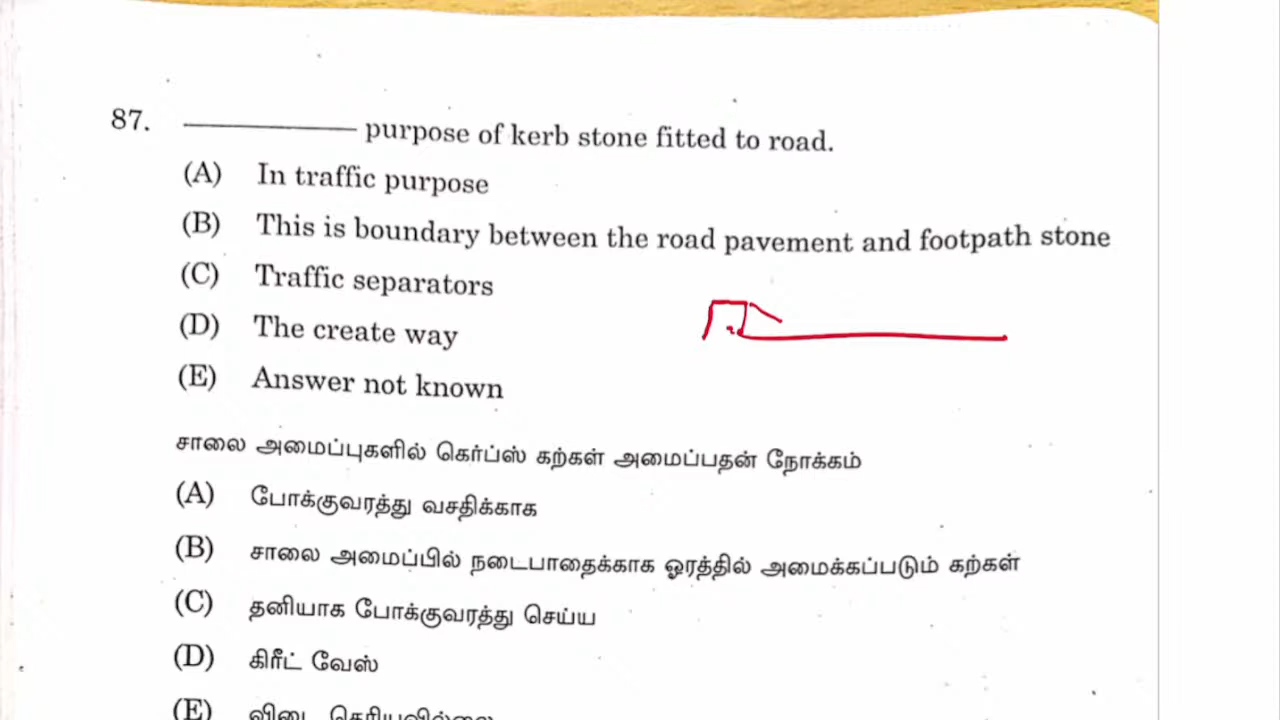 87. ________ purpose of kerb stone fitted to road.
(A) In traffic purpose
(B) This is boundary between the road pavement and footpath stone
(C) Traffic separators
(D) The create way
(E) Answer not known
சாலை அமைப்புகளில் கெர்ப்ஸ் கற்கள் அமைப்பதன் நோக்கம்
(A) போக்குவரத்து வசதிக்காக
(B) சாலை அமைப்பில் நடைபாதைக்காக ஓரத்தில் அமைக்கப்படும் கற்கள்
(C) தனியாக போக்குவரத்து செய்ய
(D) கிரீட் வேஸ்
(E) விடை தெரியவில்லை